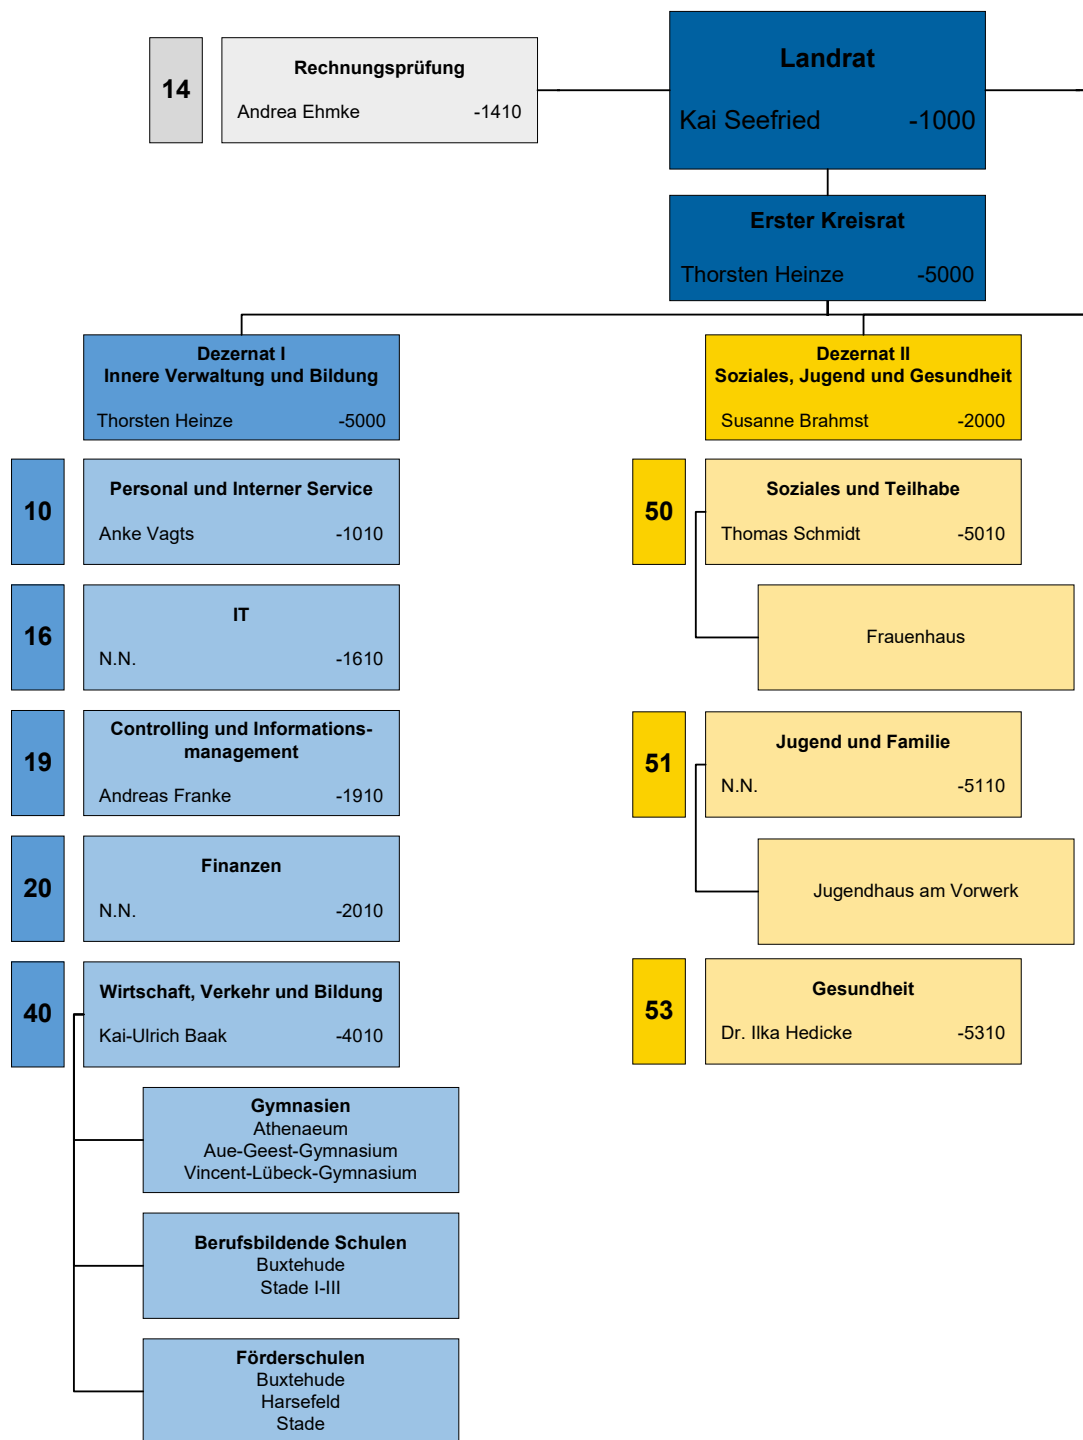 14
Rechnungsprüfung
Andrea Ehmke -1410
Landrat
Kai Seefried -1000
Erster Kreisrat
Thorsten Heinze -5000
Dezernat I
Innere Verwaltung und Bildung
Thorsten Heinze -5000
10
Personal und Interner Service
Anke Vagts -1010
16
IT
N.N. -1610
19
Controlling und Informations-
management
Andreas Franke -1910
20
Finanzen
N.N. -2010
40
Wirtschaft, Verkehr und Bildung
Kai-Ulrich Baak -4010
Gymnasien
Athenaeum
Aue-Geest-Gymnasium
Vincent-Lübeck-Gymnasium
Berufsbildende Schulen
Buxtehude
Stade I-III
Förderschulen
Buxtehude
Harsefeld
Stade
Dezernat II
Soziales, Jugend und Gesundheit
Susanne Brahmst -2000
50
Soziales und Teilhabe
Thomas Schmidt -5010
Frauenhaus
51
Jugend und Familie
N.N. -5110
Jugendhaus am Vorwerk
53
Gesundheit
Dr. Ilka Hedicke -5310